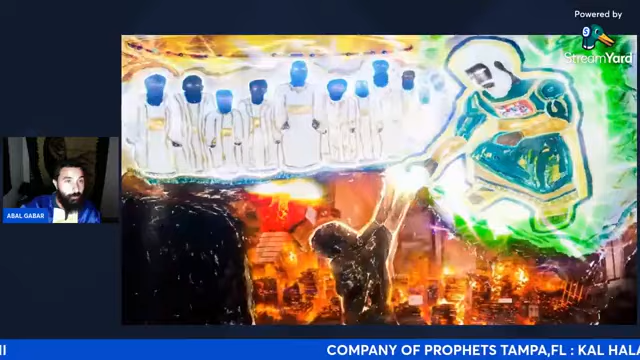 Powered by
StreamYard
ABAL GABAR
COMPANY OF PROPHETS TAMPA,FL : KAL HALA